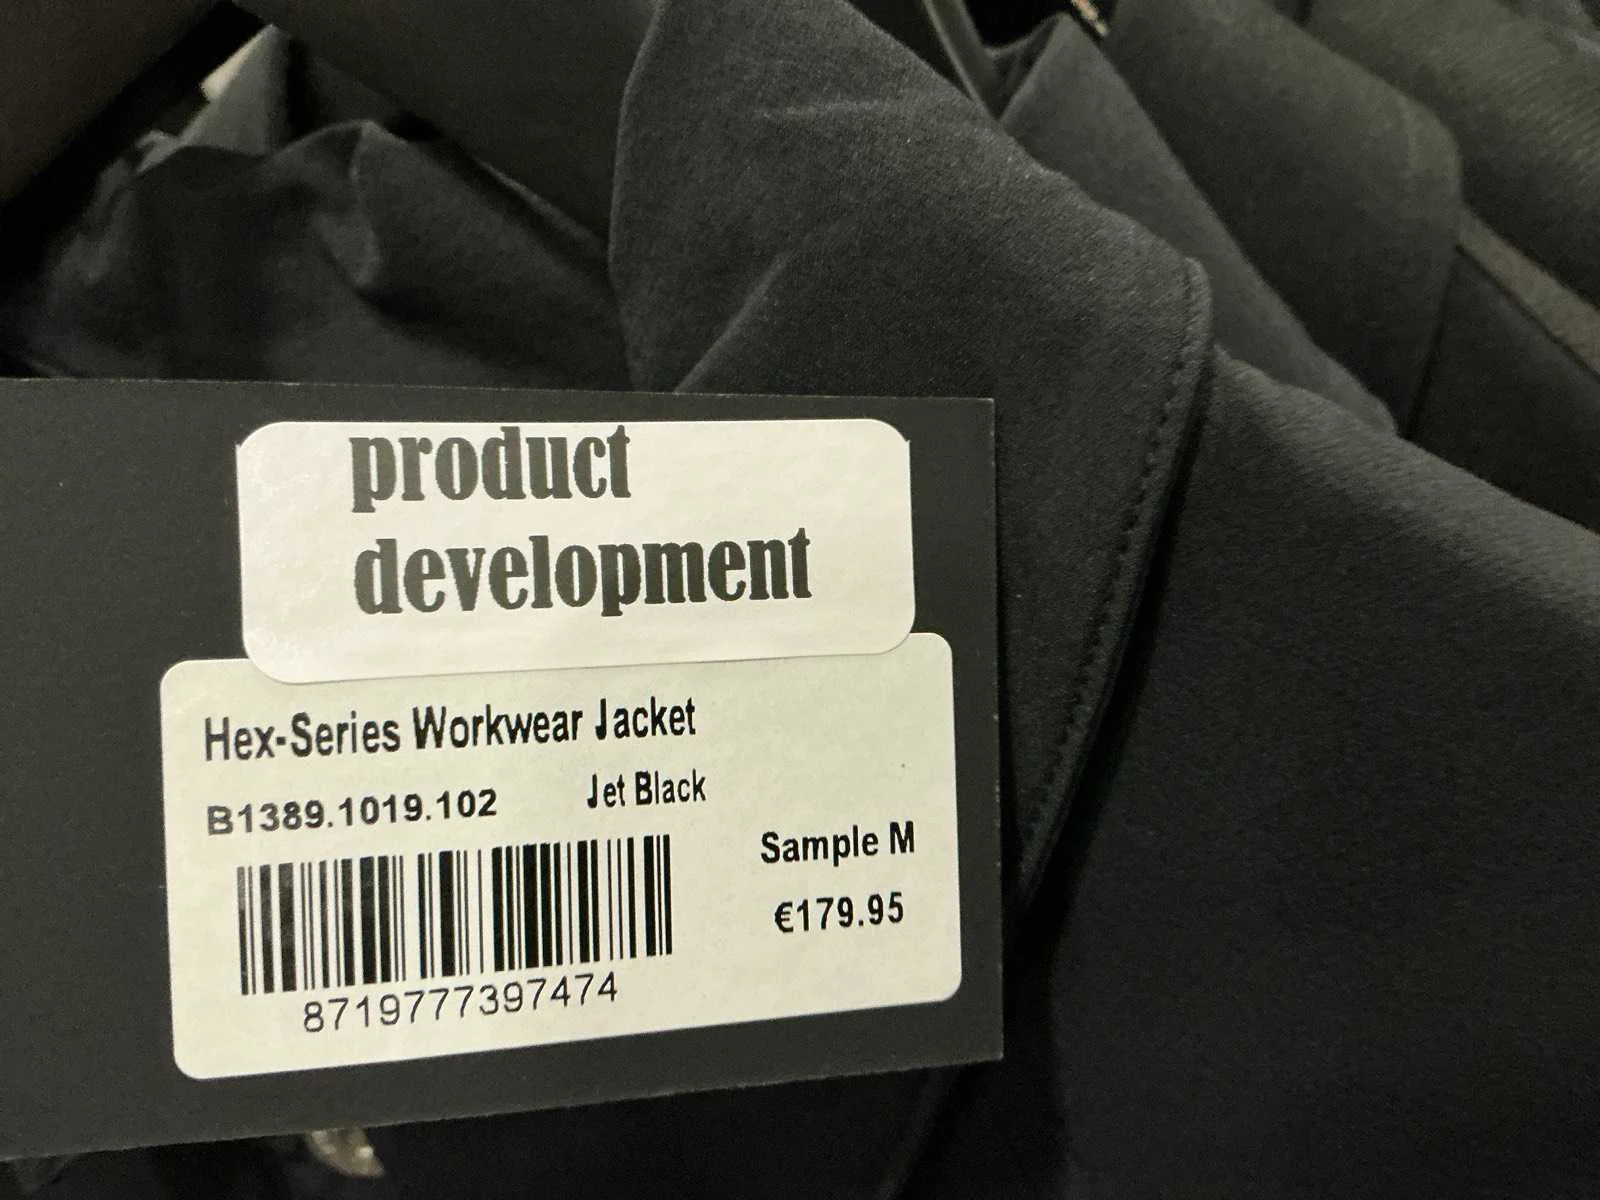 product
development
Hex-Series Workwear Jacket
B1389.1019.102 Jet Black
Sample M
€179.95
8719777397474